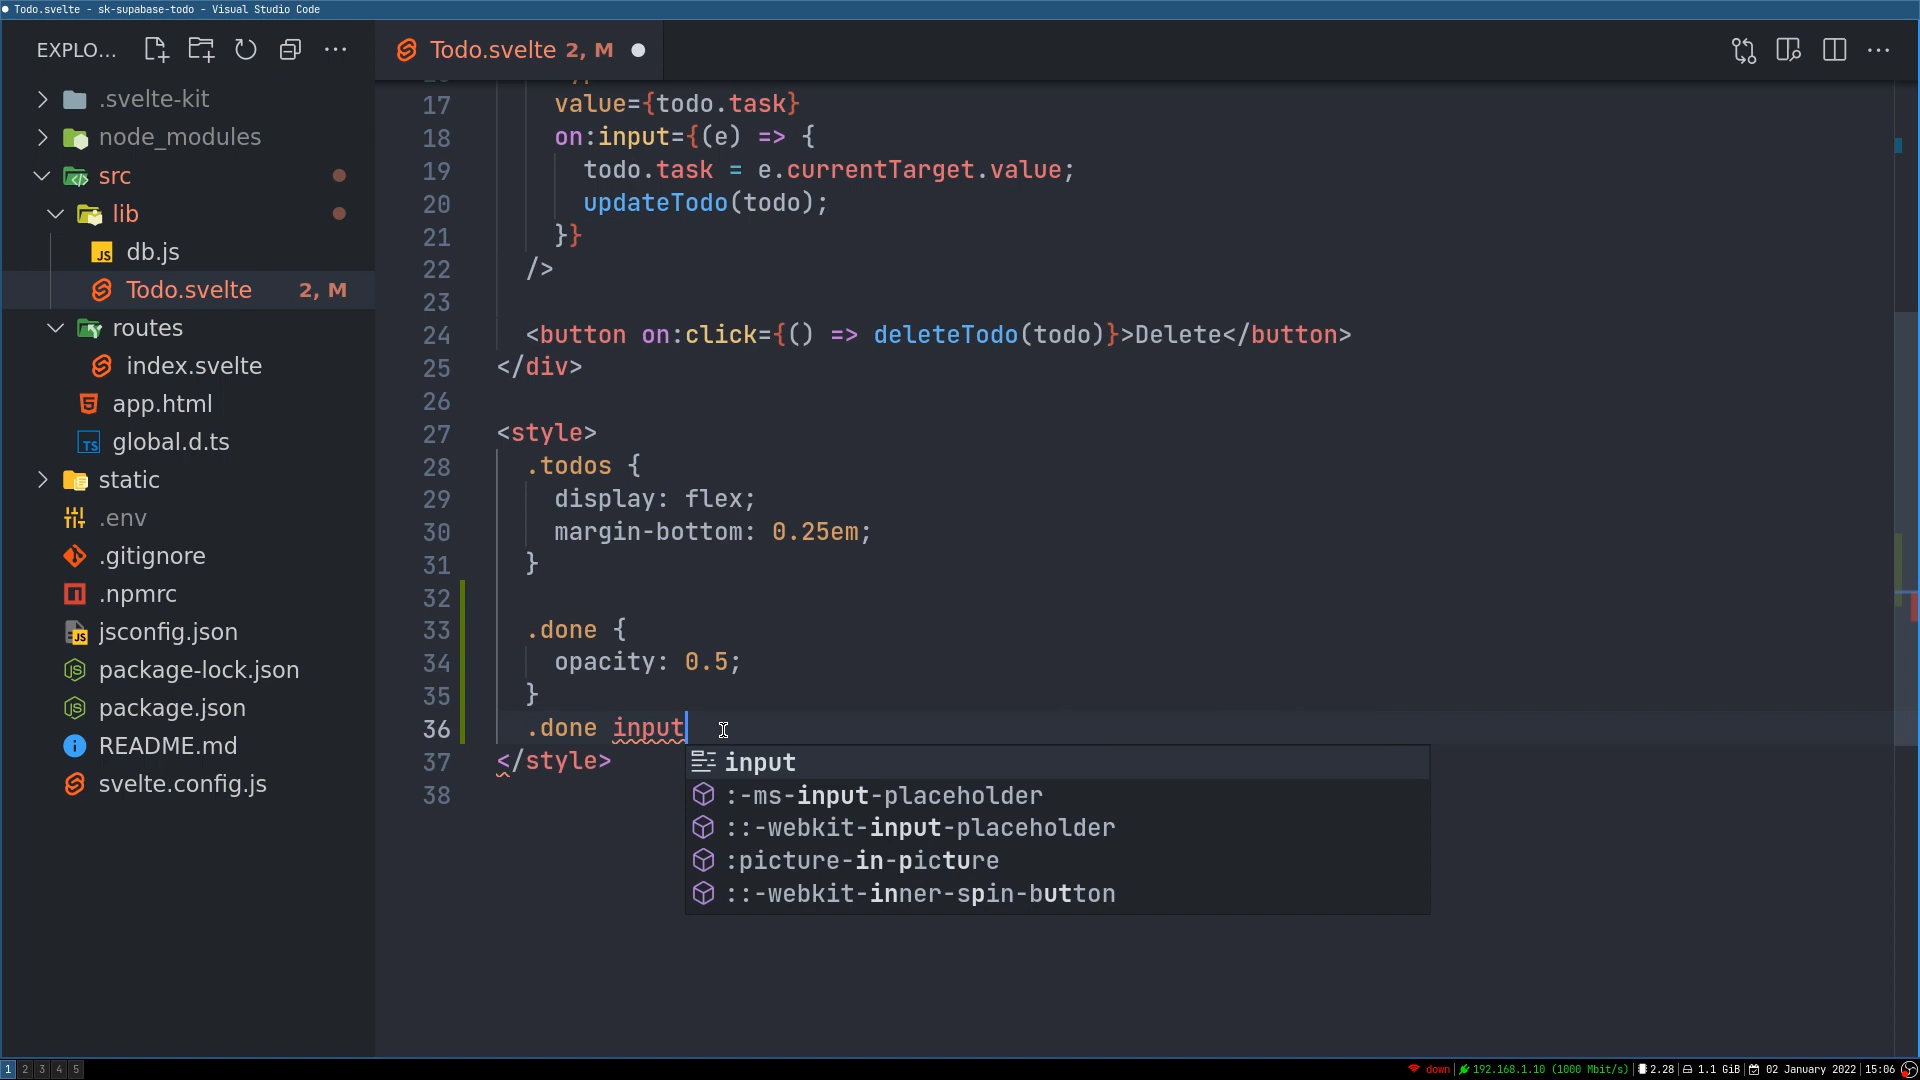 Todo.svelte - sk-supabase-todo - Visual Studio Code
EXPLO...
Todo.svelte 2, M
.svelte-kit
node_modules
src
lib
db.js
Todo.svelte 2, M
routes
index.svelte
app.html
global.d.ts
static
.env
.gitignore
.npmrc
jsconfig.json
package-lock.json
package.json
README.md
svelte.config.js
17 value={todo.task}
18 on:input={(e) => {
19 todo.task = e.currentTarget.value;
20 updateTodo(todo);
21 }}
22 />
23
24 <button on:click={() => deleteTodo(todo)}>Delete</button>
25 </div>
26
27 <style>
28 .todos {
29 display: flex;
30 margin-bottom: 0.25em;
31 }
32
33 .done {
34 opacity: 0.5;
35 }
36 .done input
37 </style>
38
input
:-ms-input-placeholder
::-webkit-input-placeholder
:picture-in-picture
::-webkit-inner-spin-button
1 2 3 4 5
down 192.168.1.10 (1000 Mbit/s) 2.28 1.1 GiB 02 January 2022 15:06